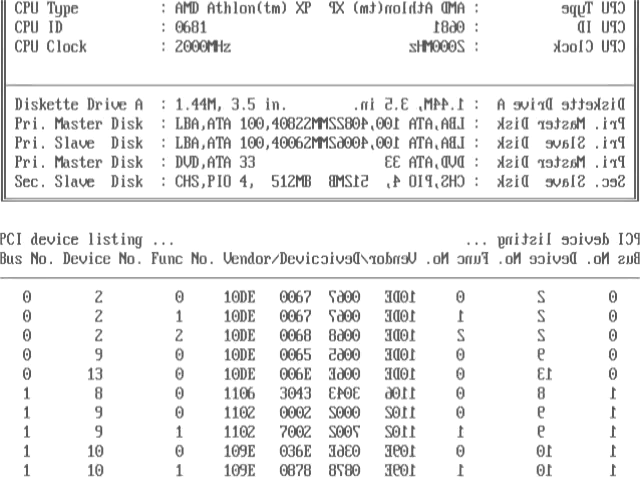 CPU Type : AMD Athlon(tm) XP
CPU ID : 0681
CPU Clock : 2000MHz
Diskette Drive A : 1.44M, 3.5 in.
Pri. Master Disk : LBA,ATA 100,40822M
Pri. Slave Disk : LBA,ATA 100,40062M
Pri. Master Disk : DVD,ATA 33
Sec. Slave Disk : CHS,PIO 4, 512MB
PCI device listing ...
Bus No. Device No. Func No. Vendor/Devic
0 2 0 10DE 0067
0 2 1 10DE 0067
0 2 2 10DE 0068
0 9 0 10DE 0065
0 13 0 10DE 006E
1 8 0 1106 3043
1 9 0 1102 0002
1 9 1 1102 7002
1 10 0 109E 036E
1 10 1 109E 0878